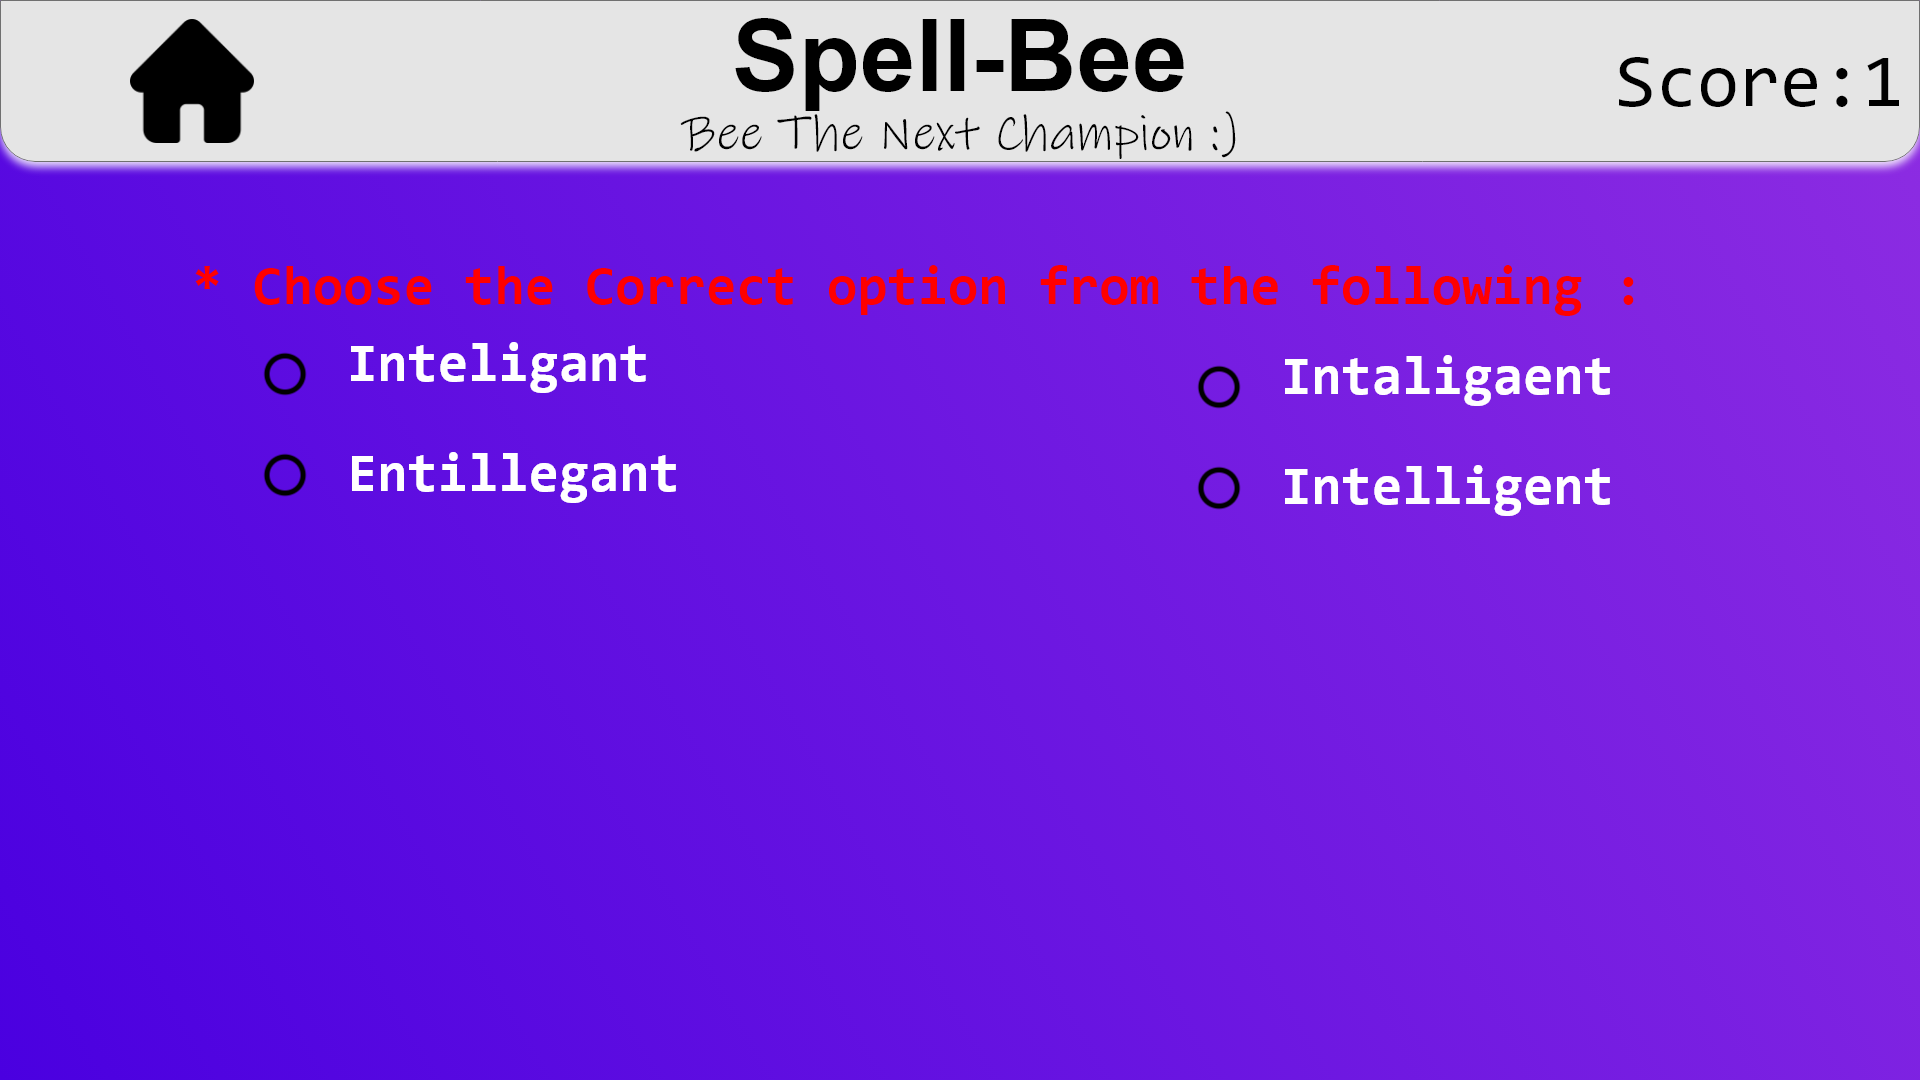 Spell-Bee
Bee The Next Champion :)
Score:1
* Choose the Correct option from the following :
Inteligant
Intaligaent
Entillegant
Intelligent